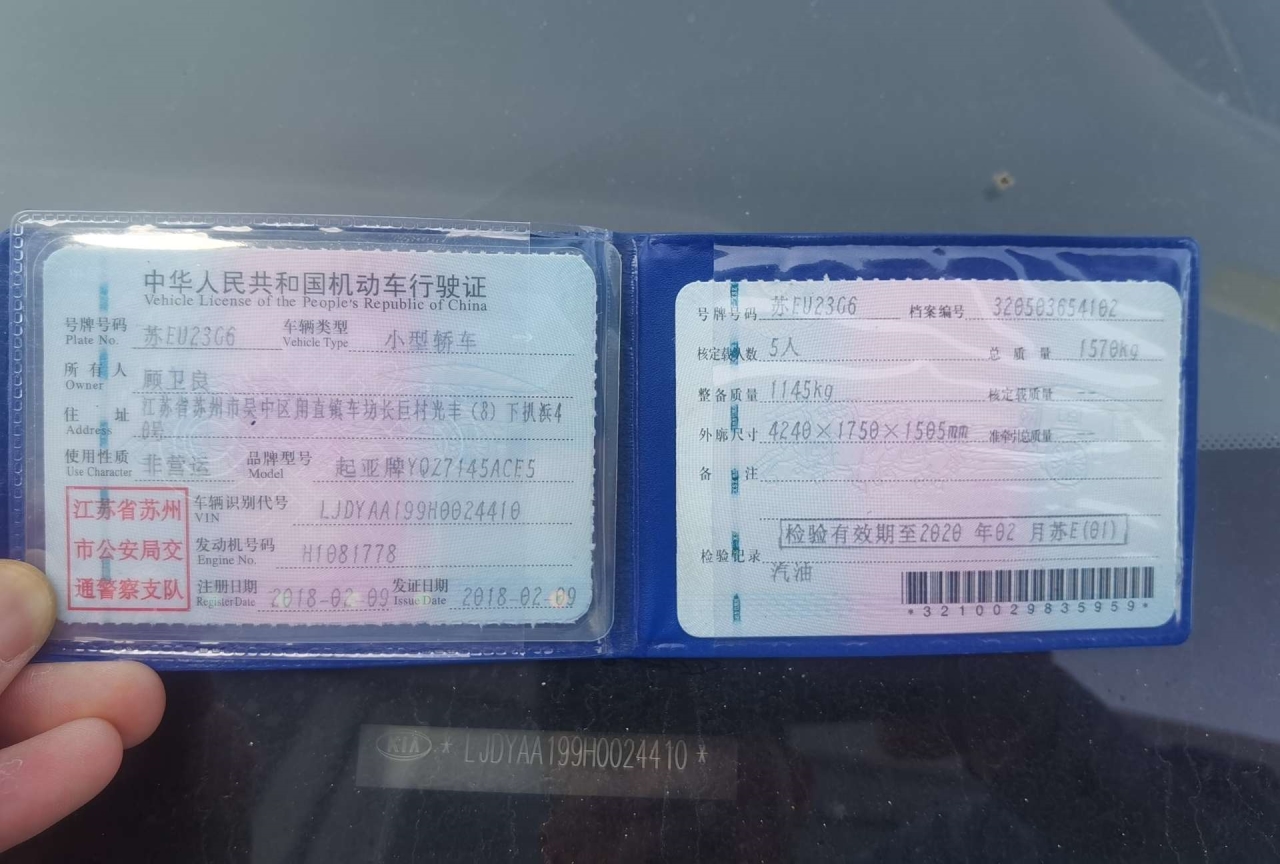 中华人民共和国机动车行驶证
Vehicle License of the People's Republic of China
号牌号码 苏EU23G6 车辆类型 小型轿车
Plate No. Vehicle Type
所有人 顾卫良
Owner
住址 江苏省苏州市吴中区甪直镇车坊长巨村光丰(8)下扒浜4
Address 0号
使用性质 非营运 品牌型号 起亚牌YQZ7145ACE5
Use Character Model
江苏省苏州
市公安局交
通警察支队
车辆识别代号 LJDYAA199H0024410
VIN
发动机号码 H1081778
Engine No.
注册日期 2018-02-09 发证日期 2018-02-09
Register Date Issue Date
号牌号码 苏EU23G6 档案编号 320503654102
核定载人数 5人 总质量 1570kg
整备质量 1145kg 核定载质量 --
外廓尺寸 4240×1750×1505mm 准牵引总质量 --
备注
检验有效期至2020 年02 月苏E(01)
检验记录
汽油
*3210029835959*
KIA * LJDYAA199H0024410 *